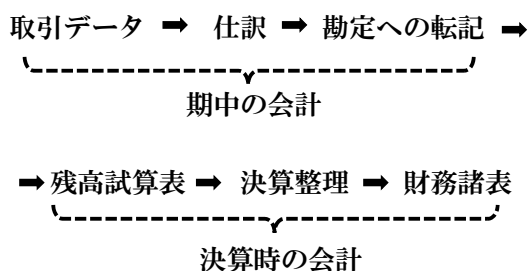 取引データ ➡ 仕訳 ➡ 勘定への転記 ➡
期中の会計
➡ 残高試算表 ➡ 決算整理 ➡ 財務諸表
決算時の会計